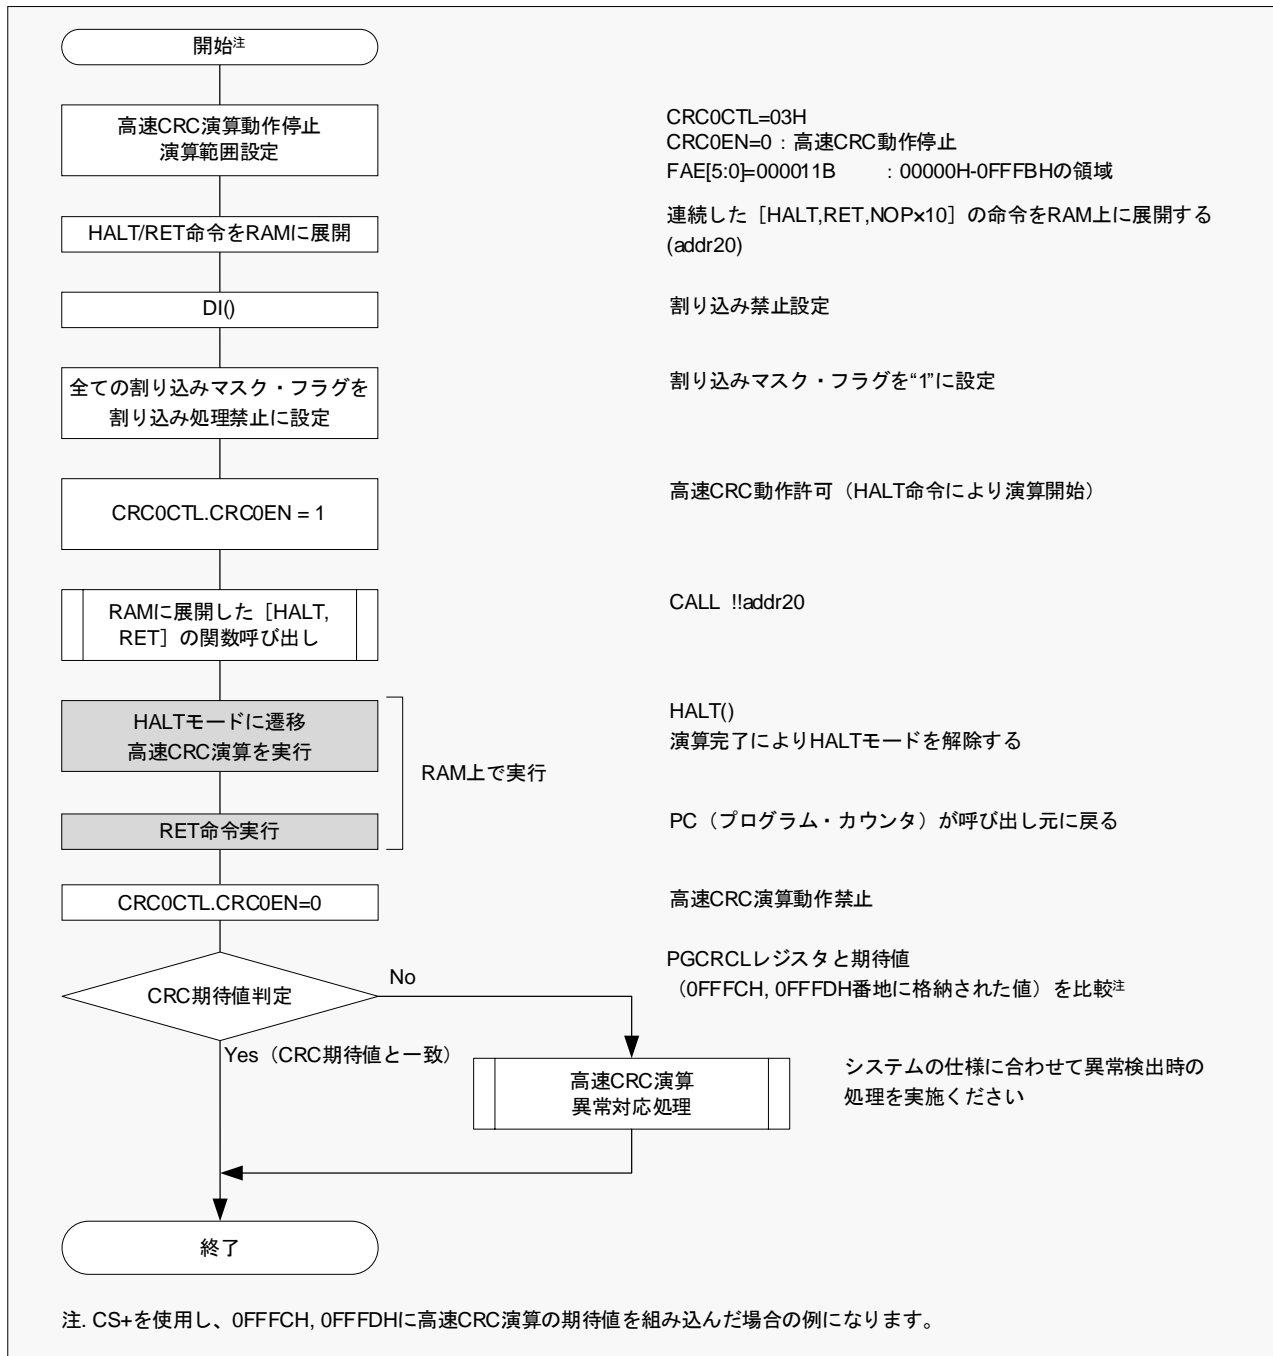 開始注
高速CRC演算動作停止
演算範囲設定
CRC0CTL=03H
CRC0EN=0：高速CRC動作停止
FAE[5:0]=000011B ：00000H-0FFFBHの領域
HALT/RET命令をRAMに展開
連続した［HALT,RET,NOP×10］の命令をRAM上に展開する
(addr20)
DI()
割り込み禁止設定
全ての割り込みマスク・フラグを
割り込み処理禁止に設定
割り込みマスク・フラグを“1”に設定
CRC0CTL.CRC0EN = 1
高速CRC動作許可（HALT命令により演算開始）
RAMに展開した［HALT,
RET］の関数呼び出し
CALL !!addr20
HALTモードに遷移
高速CRC演算を実行
HALT()
演算完了によりHALTモードを解除する
RAM上で実行
RET命令実行
PC（プログラム・カウンタ）が呼び出し元に戻る
CRC0CTL.CRC0EN=0
高速CRC演算動作禁止
CRC期待値判定
No
PGCRCLレジスタと期待値
（0FFFCH, 0FFFDH番地に格納された値）を比較注
Yes（CRC期待値と一致）
高速CRC演算
異常対応処理
システムの仕様に合わせて異常検出時の
処理を実施ください
終了
注. CS+を使用し、0FFFCH, 0FFFDHに高速CRC演算の期待値を組み込んだ場合の例になります。